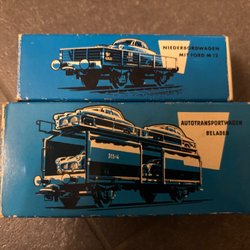 NIEDERBORDWAGEN
MIT FORD M 12
AUTOTRANSPORTWAGEN
BELADEN